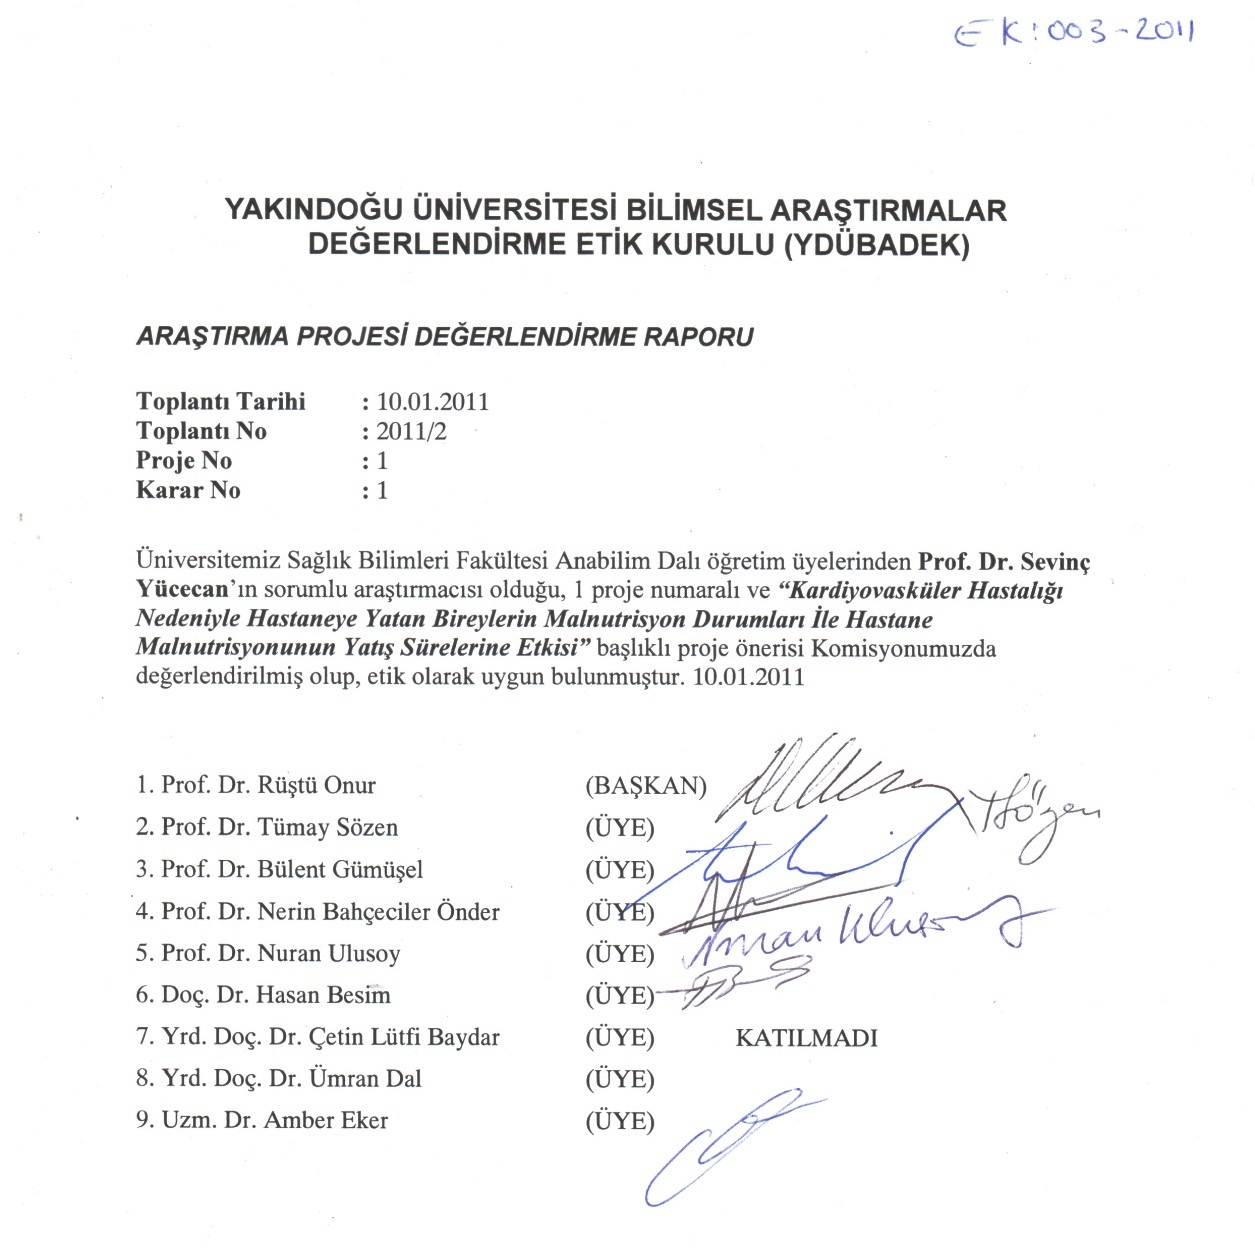 EK:003-2011
YAKINDOĞU ÜNİVERSİTESİ BİLİMSEL ARAŞTIRMALAR
DEĞERLENDİRME ETİK KURULU (YDÜBADEK)
ARAŞTIRMA PROJESİ DEĞERLENDİRME RAPORU
Toplantı Tarihi : 10.01.2011
Toplantı No : 2011/2
Proje No : 1
Karar No : 1
Üniversitemiz Sağlık Bilimleri Fakültesi Anabilim Dalı öğretim üyelerinden Prof. Dr. Sevinç
Yücecan'ın sorumlu araştırmacısı olduğu, 1 proje numaralı ve “Kardiyovasküler Hastalığı
Nedeniyle Hastaneye Yatan Bireylerin Malnutrisyon Durumları İle Hastane
Malnutrisyonunun Yatış Sürelerine Etkisi” başlıklı proje önerisi Komisyonumuzda
değerlendirilmiş olup, etik olarak uygun bulunmuştur. 10.01.2011
1. Prof. Dr. Rüştü Onur (BAŞKAN)
2. Prof. Dr. Tümay Sözen (ÜYE)
3. Prof. Dr. Bülent Gümüşel (ÜYE)
4. Prof. Dr. Nerin Bahçeciler Önder (ÜYE)
5. Prof. Dr. Nuran Ulusoy (ÜYE)
6. Doç. Dr. Hasan Besim (ÜYE)
7. Yrd. Doç. Dr. Çetin Lütfi Baydar (ÜYE) KATILMADI
8. Yrd. Doç. Dr. Ümran Dal (ÜYE)
9. Uzm. Dr. Amber Eker (ÜYE)